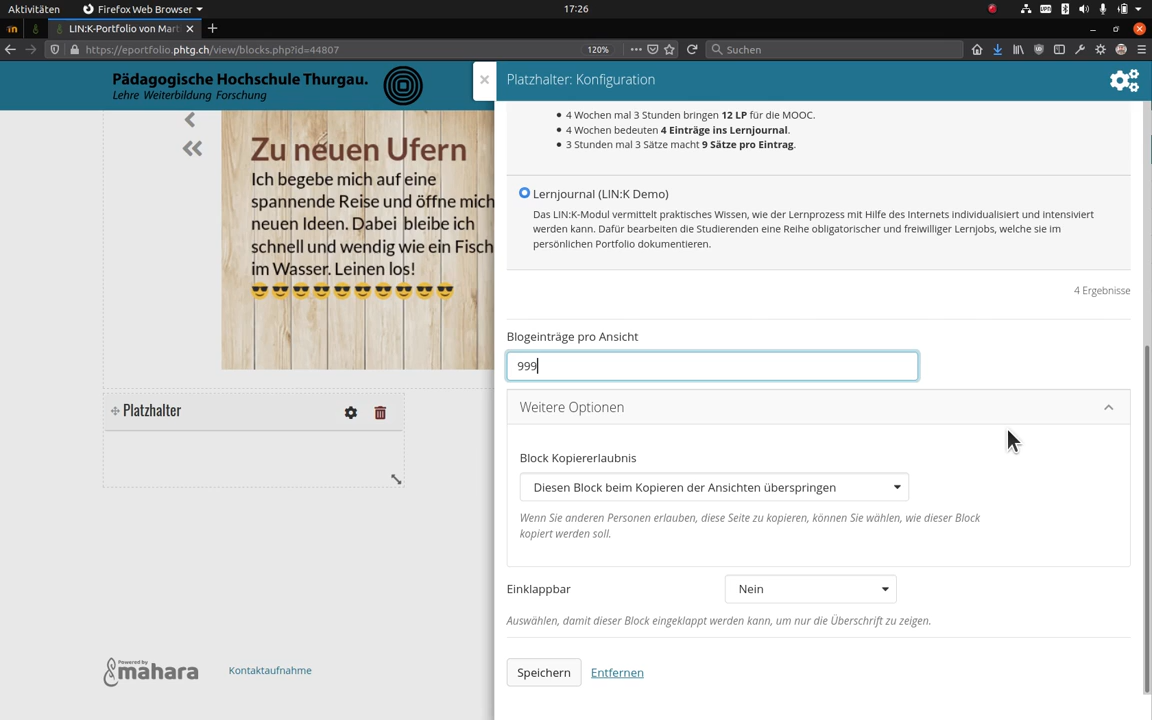 Aktivitäten
Firefox Web Browser
17:26
LIN:K-Portfolio von Mart
https://eportfolio.phtg.ch/view/blocks.php?id=44807
120%
Suchen
Pädagogische Hochschule Thurgau.
Lehre Weiterbildung Forschung
Platzhalter: Konfiguration
Zu neuen Ufern
Ich begebe mich auf eine
spannende Reise und öffne mich
neuen Ideen. Dabei bleibe ich
schnell und wendig wie ein Fisch
im Wasser. Leinen los!
Platzhalter
Powered by
mahara
Kontaktaufnahme
4 Wochen mal 3 Stunden bringen 12 LP für die MOOC.
4 Wochen bedeuten 4 Einträge ins Lernjournal.
3 Stunden mal 3 Sätze macht 9 Sätze pro Eintrag.
Lernjournal (LIN:K Demo)
Das LIN:K-Modul vermittelt praktisches Wissen, wie der Lernprozess mit Hilfe des Internets individualisiert und intensiviert
werden kann. Dafür bearbeiten die Studierenden eine Reihe obligatorischer und freiwilliger Lernjobs, welche sie im
persönlichen Portfolio dokumentieren.
4 Ergebnisse
Blogeinträge pro Ansicht
999
Weitere Optionen
Block Kopiererlaubnis
Diesen Block beim Kopieren der Ansichten überspringen
Wenn Sie anderen Personen erlauben, diese Seite zu kopieren, können Sie wählen, wie dieser Block
kopiert werden soll.
Einklappbar
Nein
Auswählen, damit dieser Block eingeklappt werden kann, um nur die Überschrift zu zeigen.
Speichern
Entfernen